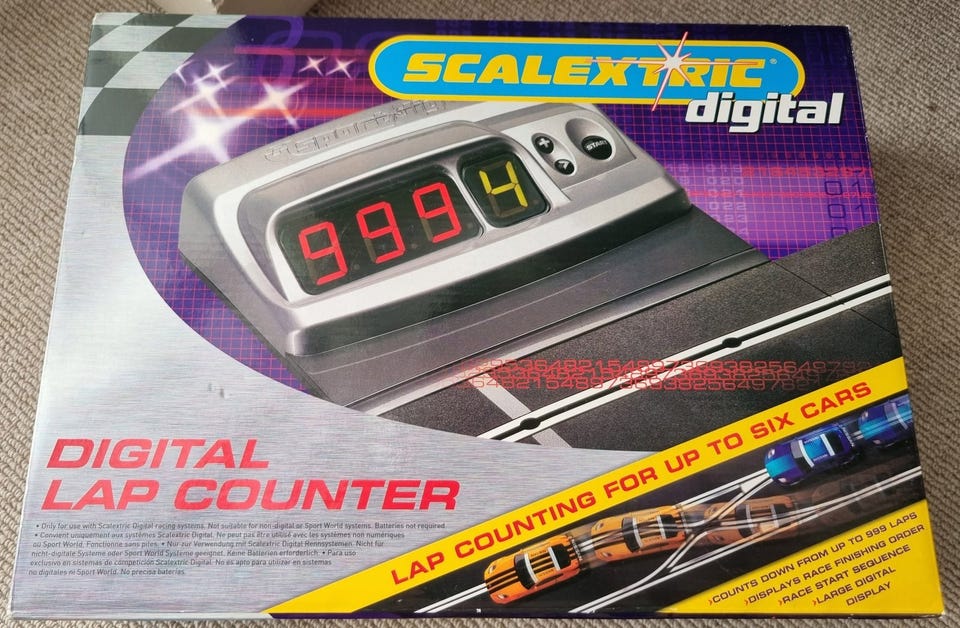 SCALEXTRIC
digital
Sport dig
999 4
START
DIGITAL
LAP COUNTER
LAP COUNTING FOR UP TO SIX CARS
• Only for use with Scalextric Digital racing systems. Not suitable for non-digital or Sport World systems. Batteries not required.
• Convient uniquement aux systèmes Scalextric Digital. Ne peut pas être utilisé avec les systèmes non numériques
ou Sport World. Fonctionne sans piles. • Nur zur Verwendung mit Scalextric Digital Rennsystemen. Nicht für
nicht-digitale Systeme oder Sport World Systeme geeignet. Keine Batterien erforderlich. • Para uso
exclusivo en sistemas de competición Scalextric Digital. No es apto para utilizar en sistemas
no digitales ni Sport World. No precisa baterías.
›COUNTS DOWN FROM UP TO 999 LAPS
›DISPLAYS RACE FINISHING ORDER
›RACE START SEQUENCE
›LARGE DIGITAL
DISPLAY